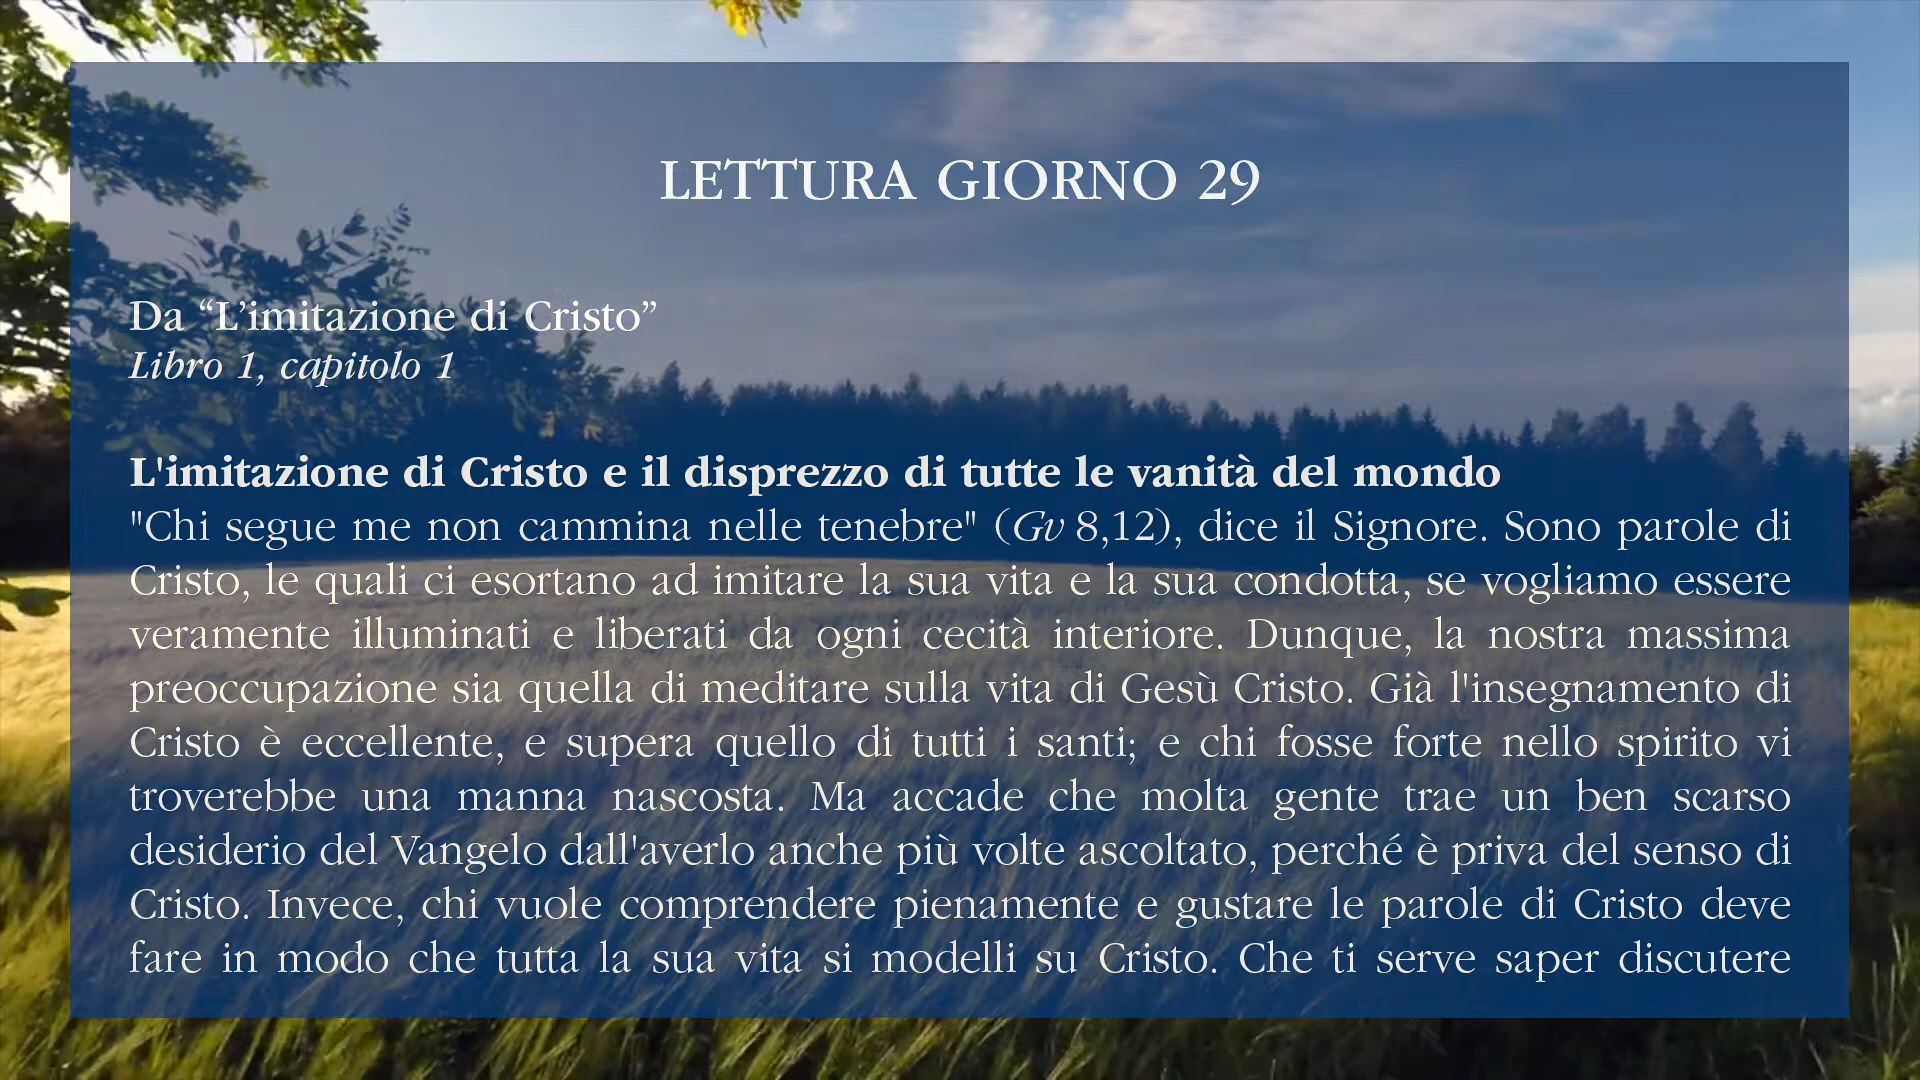 LETTURA GIORNO 29
Da “L’imitazione di Cristo”
Libro 1, capitolo 1
L'imitazione di Cristo e il disprezzo di tutte le vanità del mondo
"Chi segue me non cammina nelle tenebre" (Gv 8,12), dice il Signore. Sono parole di
Cristo, le quali ci esortano ad imitare la sua vita e la sua condotta, se vogliamo essere
veramente illuminati e liberati da ogni cecità interiore. Dunque, la nostra massima
preoccupazione sia quella di meditare sulla vita di Gesù Cristo. Già l'insegnamento di
Cristo è eccellente, e supera quello di tutti i santi; e chi fosse forte nello spirito vi
troverebbe una manna nascosta. Ma accade che molta gente trae un ben scarso
desiderio del Vangelo dall'averlo anche più volte ascoltato, perché è priva del senso di
Cristo. Invece, chi vuole comprendere pienamente e gustare le parole di Cristo deve
fare in modo che tutta la sua vita si modelli su Cristo. Che ti serve saper discutere